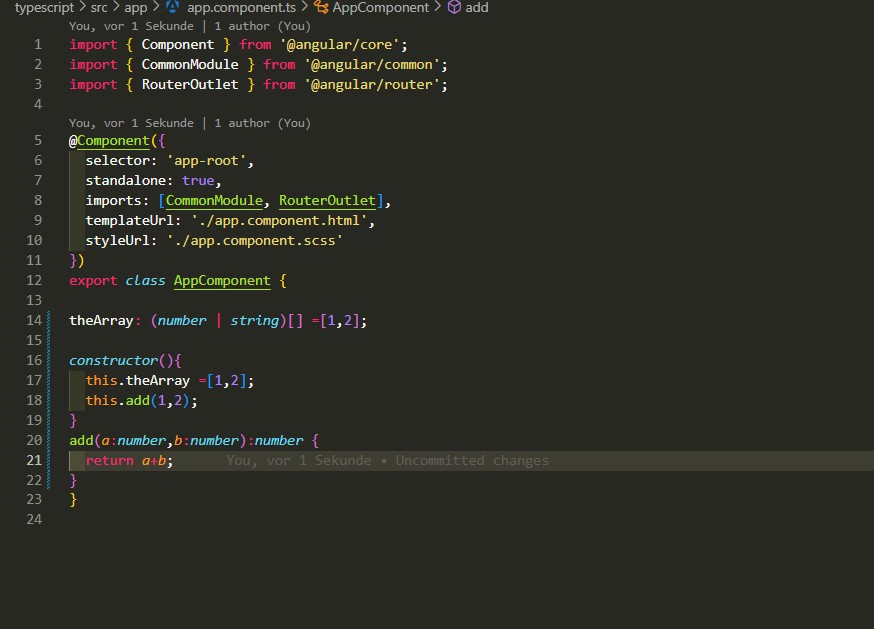 typescript > src > app > app.component.ts > AppComponent > add
You, vor 1 Sekunde | 1 author (You)
1 import { Component } from '@angular/core';
2 import { CommonModule } from '@angular/common';
3 import { RouterOutlet } from '@angular/router';
4
You, vor 1 Sekunde | 1 author (You)
5 @Component({
6   selector: 'app-root',
7   standalone: true,
8   imports: [CommonModule, RouterOutlet],
9   templateUrl: './app.component.html',
10   styleUrl: './app.component.scss'
11 })
12 export class AppComponent {
13
14 theArray: (number | string)[] =[1,2];
15
16 constructor(){
17   this.theArray =[1,2];
18   this.add(1,2);
19 }
20 add(a:number,b:number):number {
21   return a+b; You, vor 1 Sekunde • Uncommitted changes
22 }
23 }
24